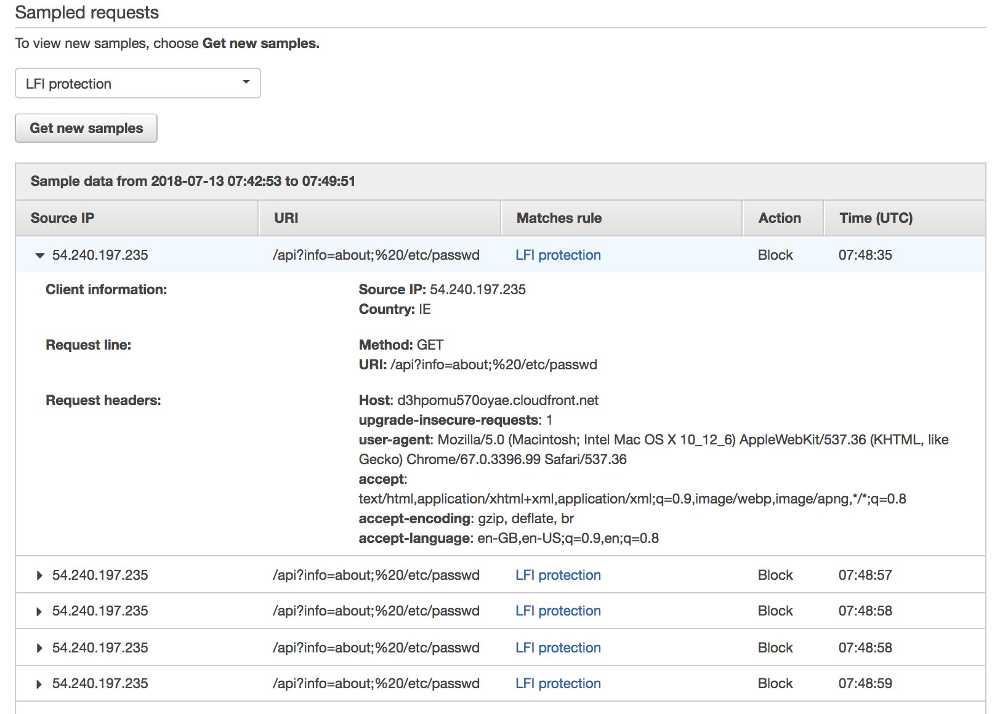 Sampled requests
To view new samples, choose Get new samples.
LFI protection
Get new samples
Sample data from 2018-07-13 07:42:53 to 07:49:51
Source IP URI Matches rule Action Time (UTC)
54.240.197.235 /api?info=about;%20/etc/passwd LFI protection Block 07:48:35
Client information: Source IP: 54.240.197.235
Country: IE
Request line: Method: GET
URI: /api?info=about;%20/etc/passwd
Request headers: Host: d3hpomu570oyae.cloudfront.net
upgrade-insecure-requests: 1
user-agent: Mozilla/5.0 (Macintosh; Intel Mac OS X 10_12_6) AppleWebKit/537.36 (KHTML, like
Gecko) Chrome/67.0.3396.99 Safari/537.36
accept:
text/html,application/xhtml+xml,application/xml;q=0.9,image/webp,image/apng,*/*;q=0.8
accept-encoding: gzip, deflate, br
accept-language: en-GB,en-US;q=0.9,en;q=0.8
54.240.197.235 /api?info=about;%20/etc/passwd LFI protection Block 07:48:57
54.240.197.235 /api?info=about;%20/etc/passwd LFI protection Block 07:48:58
54.240.197.235 /api?info=about;%20/etc/passwd LFI protection Block 07:48:58
54.240.197.235 /api?info=about;%20/etc/passwd LFI protection Block 07:48:59